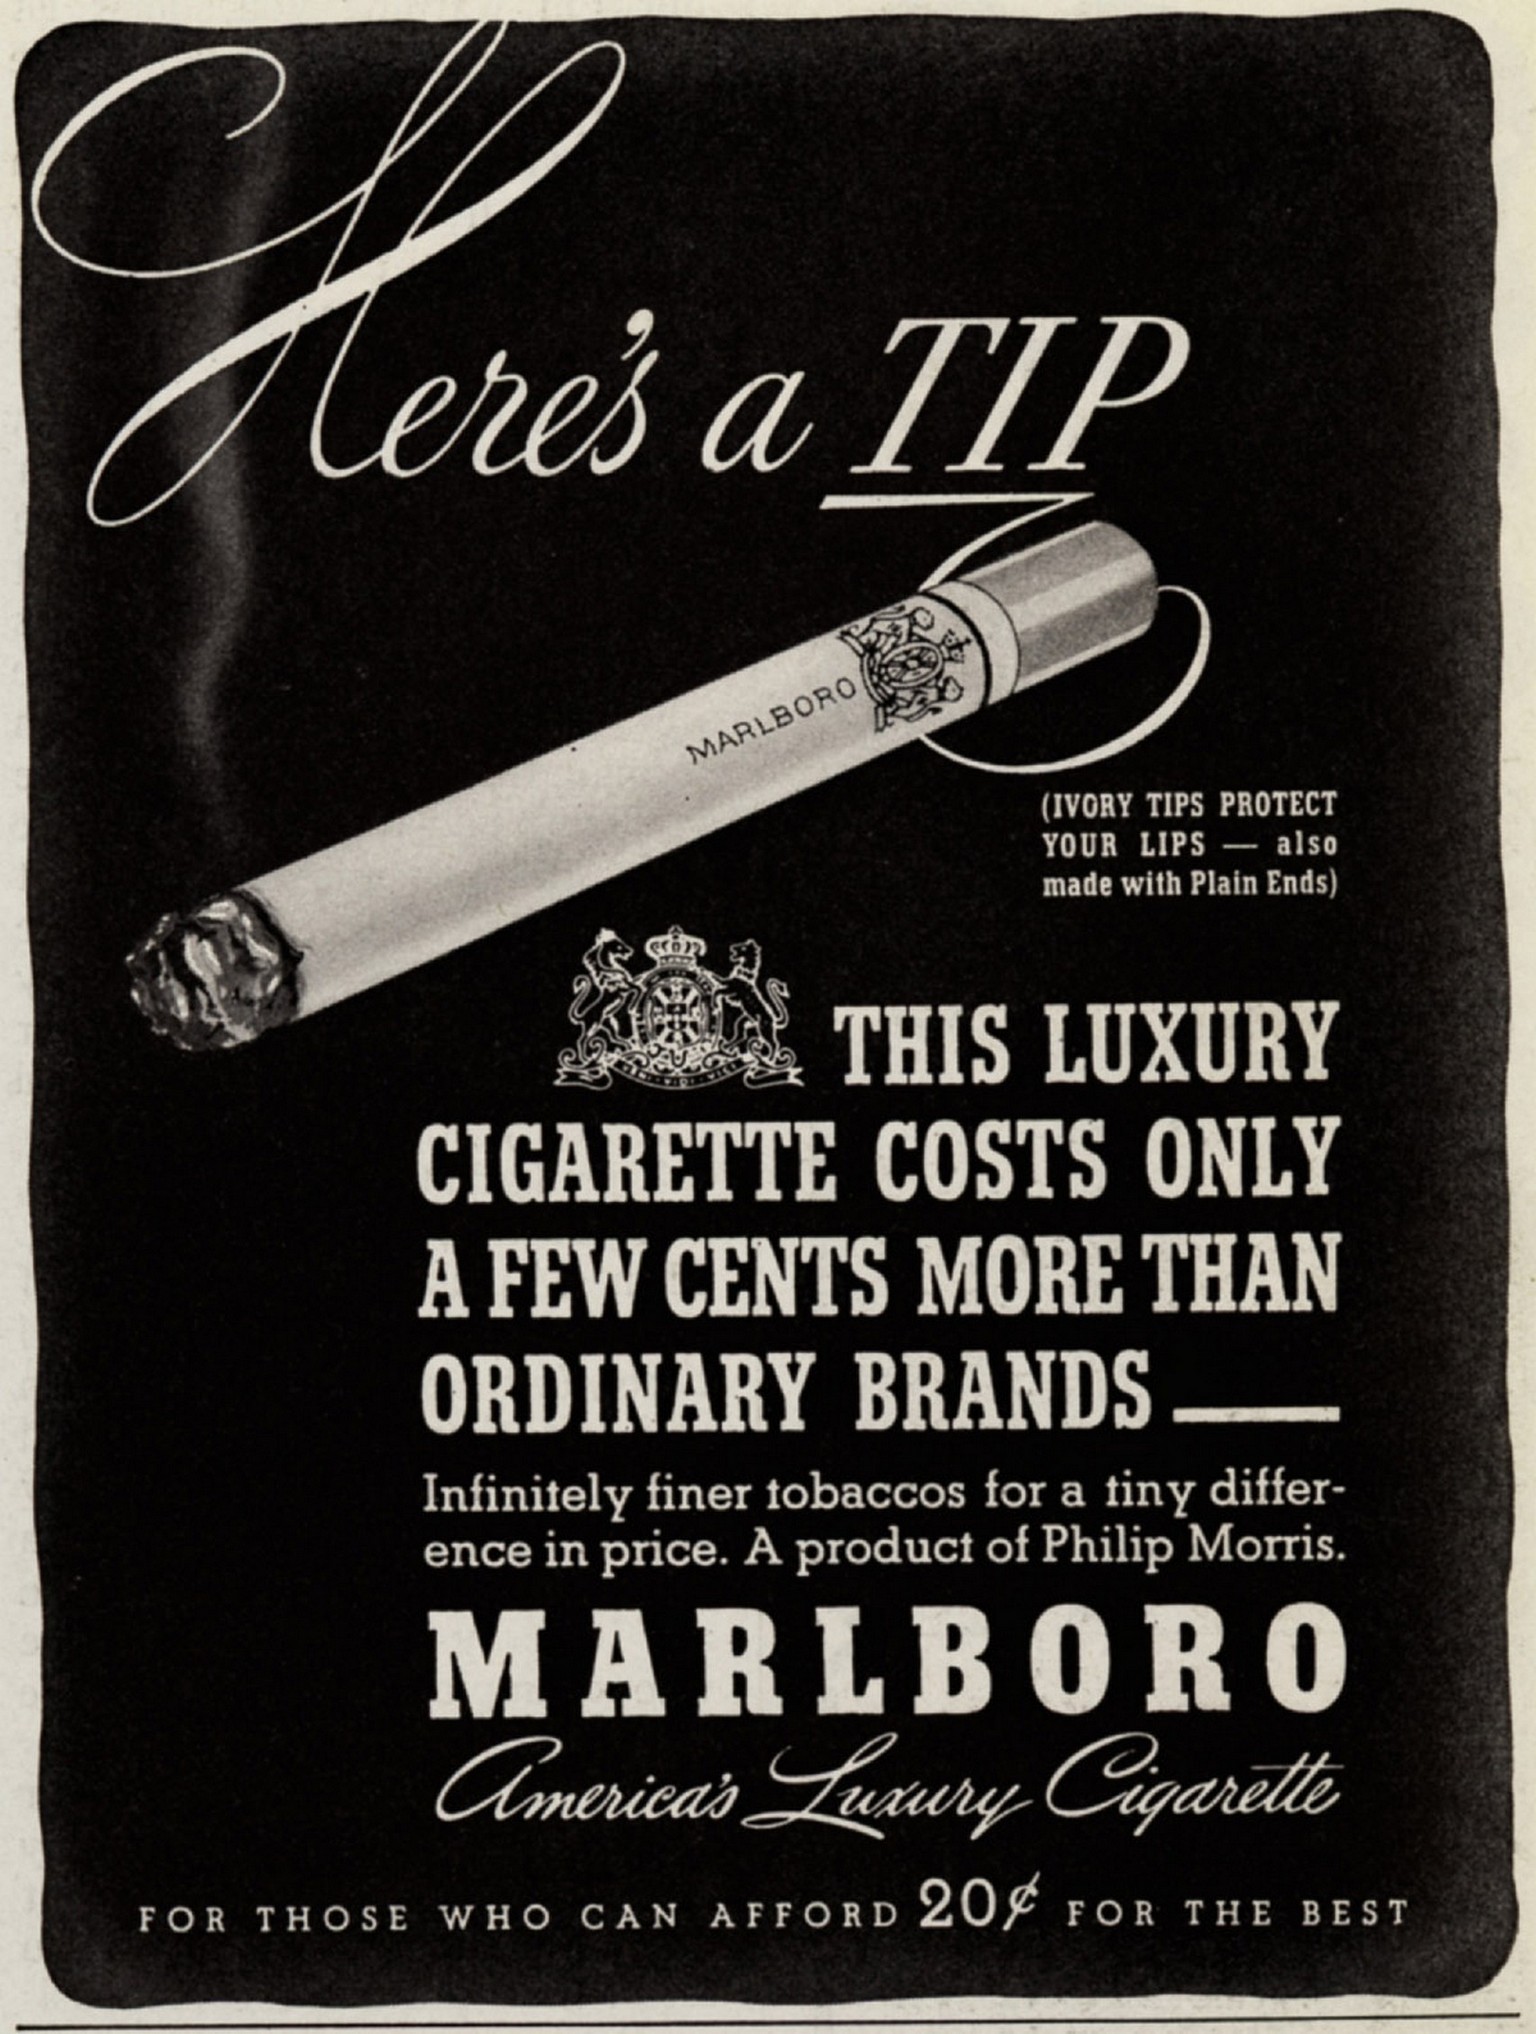 Here's a TIP
MARLBORO
(IVORY TIPS PROTECT
YOUR LIPS — also
made with Plain Ends)
THIS LUXURY
CIGARETTE COSTS ONLY
A FEW CENTS MORE THAN
ORDINARY BRANDS —
Infinitely finer tobaccos for a tiny differ-
ence in price. A product of Philip Morris.
MARLBORO
America's Luxury Cigarette
FOR THOSE WHO CAN AFFORD 20¢ FOR THE BEST